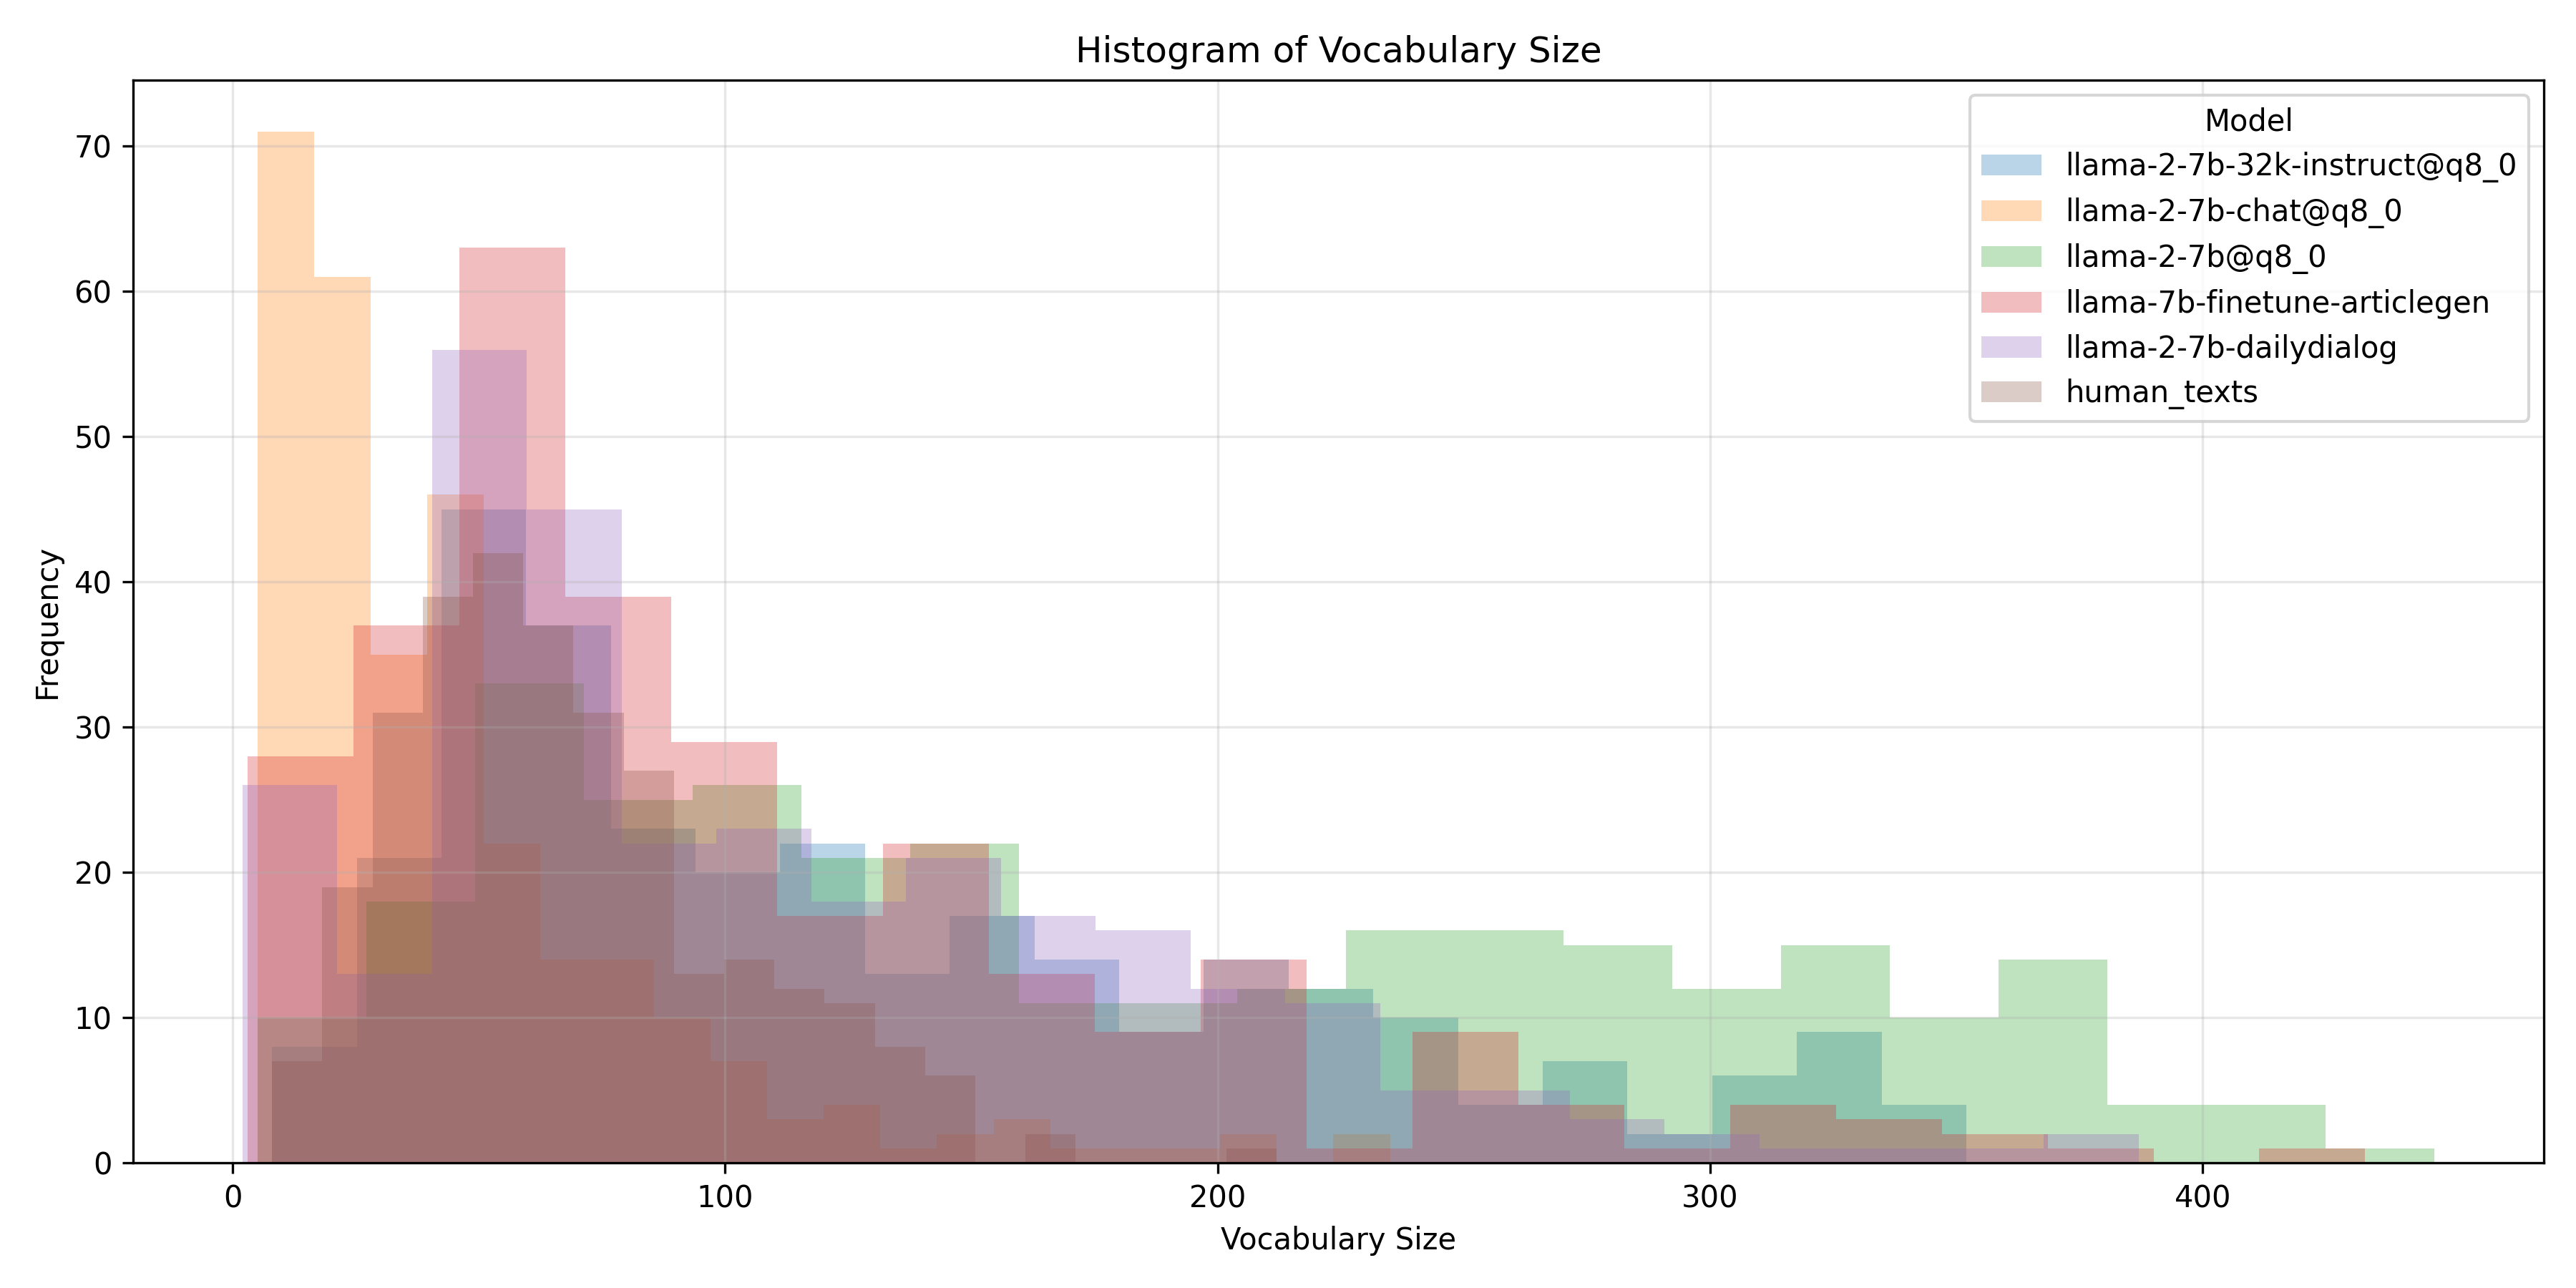 Histogram of Vocabulary Size
Model
llama-2-7b-32k-instruct@q8_0
llama-2-7b-chat@q8_0
llama-2-7b@q8_0
llama-7b-finetune-articlegen
llama-2-7b-dailydialog
human_texts
Frequency
70
60
50
40
30
20
10
0
0 100 200 300 400
Vocabulary Size